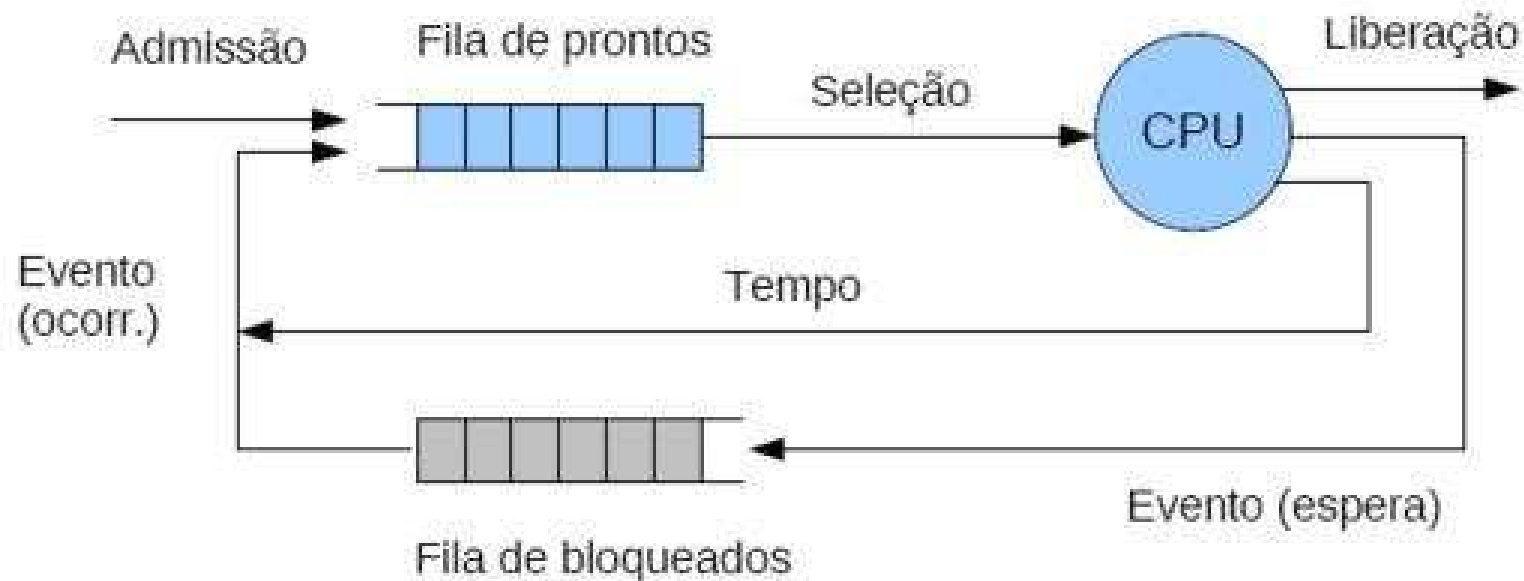 Admissão
Fila de prontos
Seleção
CPU
Liberação
Evento
(ocorr.)
Tempo
Evento (espera)
Fila de bloqueados